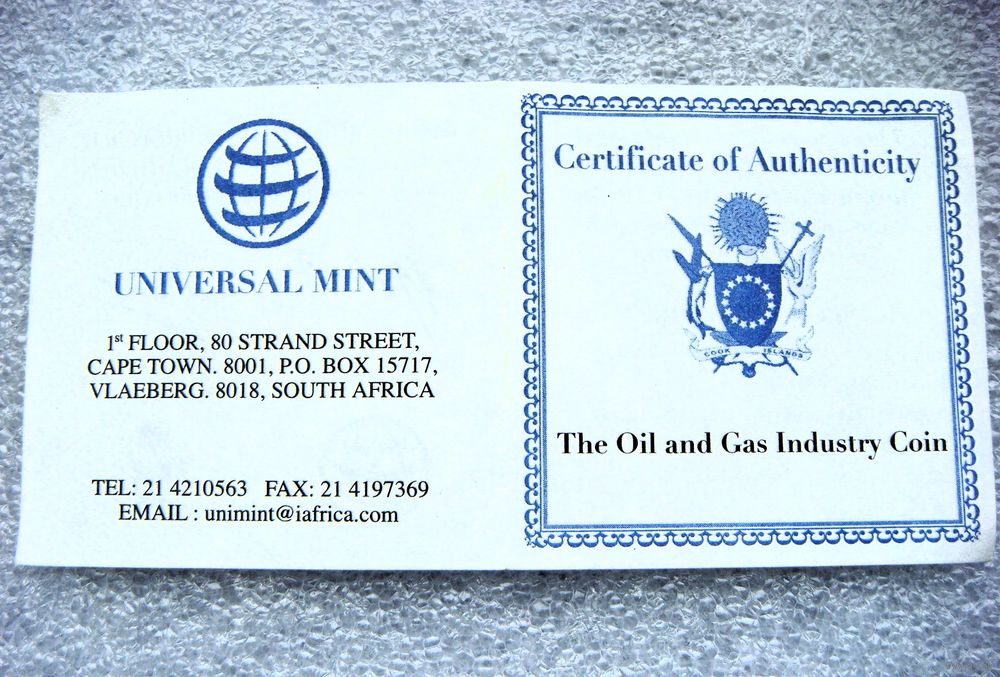 UNIVERSAL MINT
1st FLOOR, 80 STRAND STREET,
CAPE TOWN. 8001, P.O. BOX 15717,
VLAEBERG. 8018, SOUTH AFRICA
TEL: 21 4210563 FAX: 21 4197369
EMAIL : unimint@iafrica.com
Certificate of Authenticity
COOK ISLANDS
The Oil and Gas Industry Coin